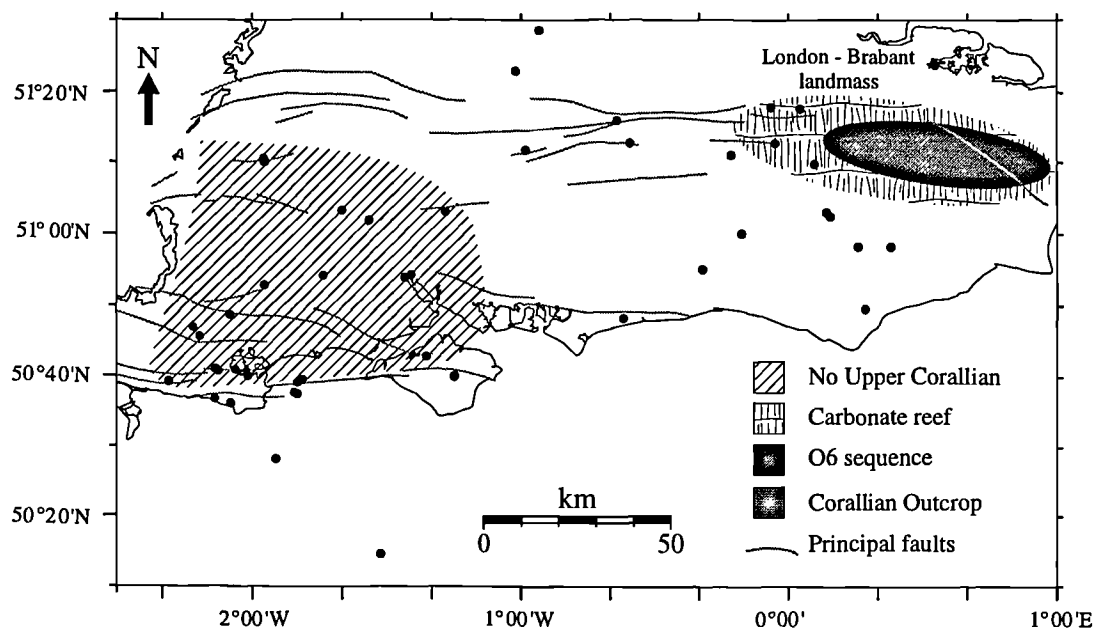 N
London - Brabant
landmass
51°20'N
51°00'N
50°40'N
50°20'N
No Upper Corallian
Carbonate reef
O6 sequence
Corallian Outcrop
Principal faults
km
0 50
2°00'W 1°00'W 0°00' 1°00'E